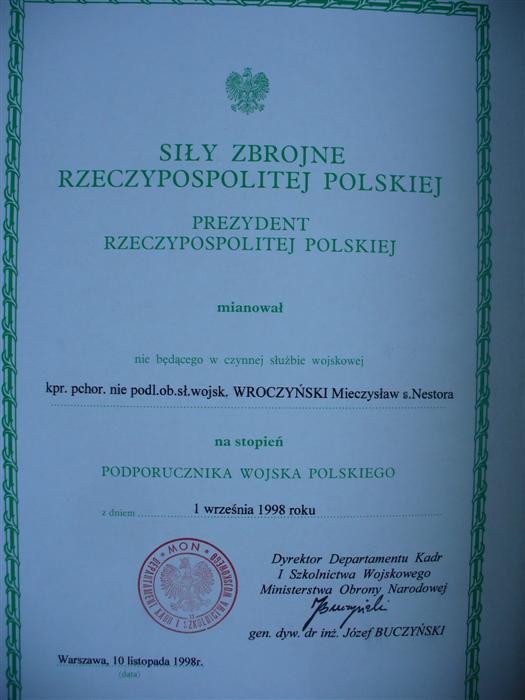 SIŁY ZBROJNE
RZECZYPOSPOLITEJ POLSKIEJ
PREZYDENT
RZECZYPOSPOLITEJ POLSKIEJ
mianował
nie będącego w czynnej służbie wojskowej
kpr. pchor. nie podl.ob.sł.wojsk. WROCZYŃSKI Mieczysław s.Nestora
na stopień
PODPORUCZNIKA WOJSKA POLSKIEGO
z dniem 1 września 1998 roku
MON
DEPARTAMENT KADR I SZKOLNICTWA WOJSKOWEGO
Dyrektor Departamentu Kadr
I Szkolnictwa Wojskowego
Ministerstwa Obrony Narodowej
Buczyński
gen. dyw. dr inż. Józef BUCZYŃSKI
Warszawa, 10 listopada 1998r.
(data)